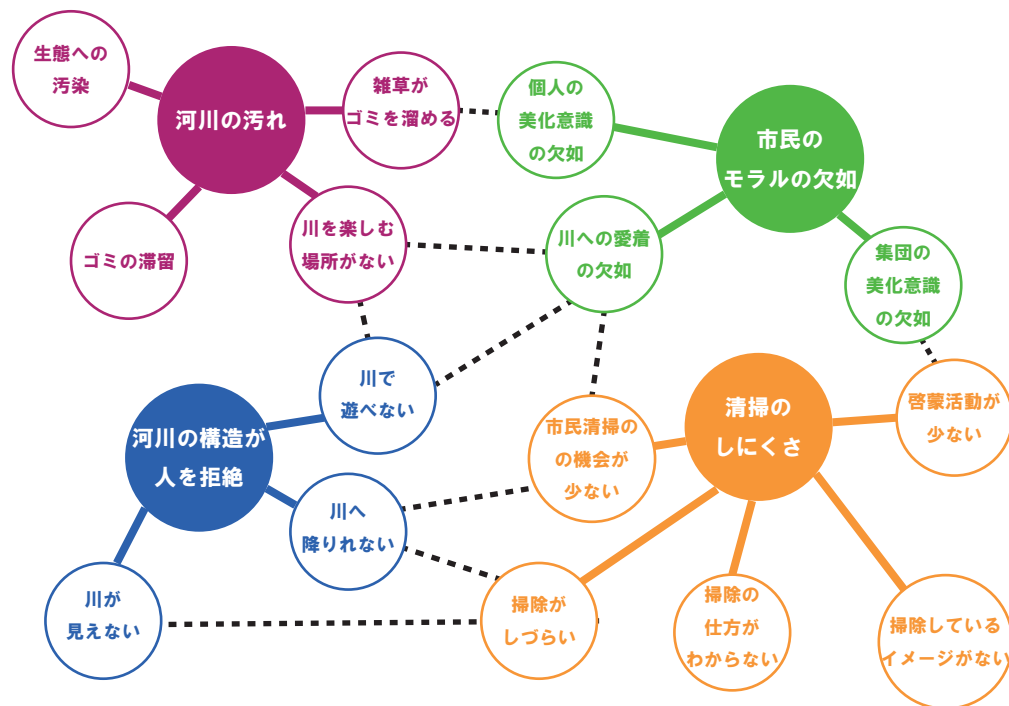 生態への
汚染
河川の汚れ
雑草が
ゴミを溜める
ゴミの滞留
川を楽しむ
場所がない
個人の
美化意識
の欠如
市民の
モラルの欠如
川への愛着
の欠如
集団の
美化意識
の欠如
川で
遊べない
河川の構造が
人を拒絶
川へ
降りれない
川が
見えない
清掃の
しにくさ
啓蒙活動が
少ない
市民清掃の
の機会が
少ない
掃除が
しづらい
掃除の
仕方が
わからない
掃除している
イメージがない